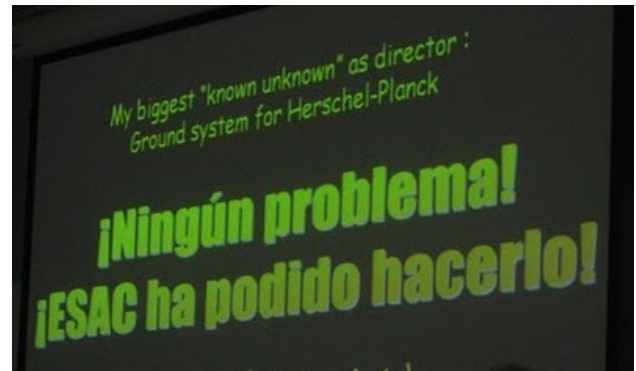 My biggest "known unknown" as director :
Ground system for Herschel-Planck
¡Ningún problema!
¡ESAC ha podido hacerlo!